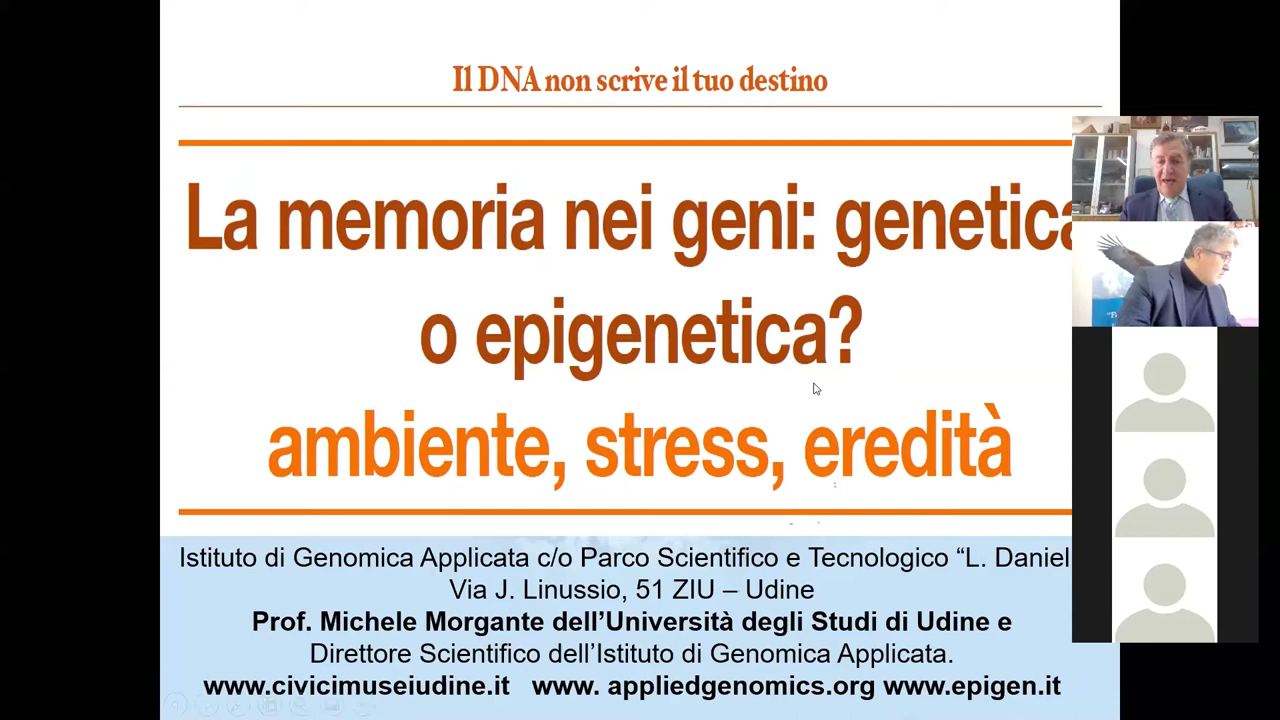 Il DNA non scrive il tuo destino
La memoria nei geni: genetica
o epigenetica?
ambiente, stress, eredità
Istituto di Genomica Applicata c/o Parco Scientifico e Tecnologico “L. Daniel
Via J. Linussio, 51 ZIU – Udine
Prof. Michele Morgante dell’Università degli Studi di Udine e
Direttore Scientifico dell’Istituto di Genomica Applicata.
www.civicimuseiudine.it www. appliedgenomics.org www.epigen.it